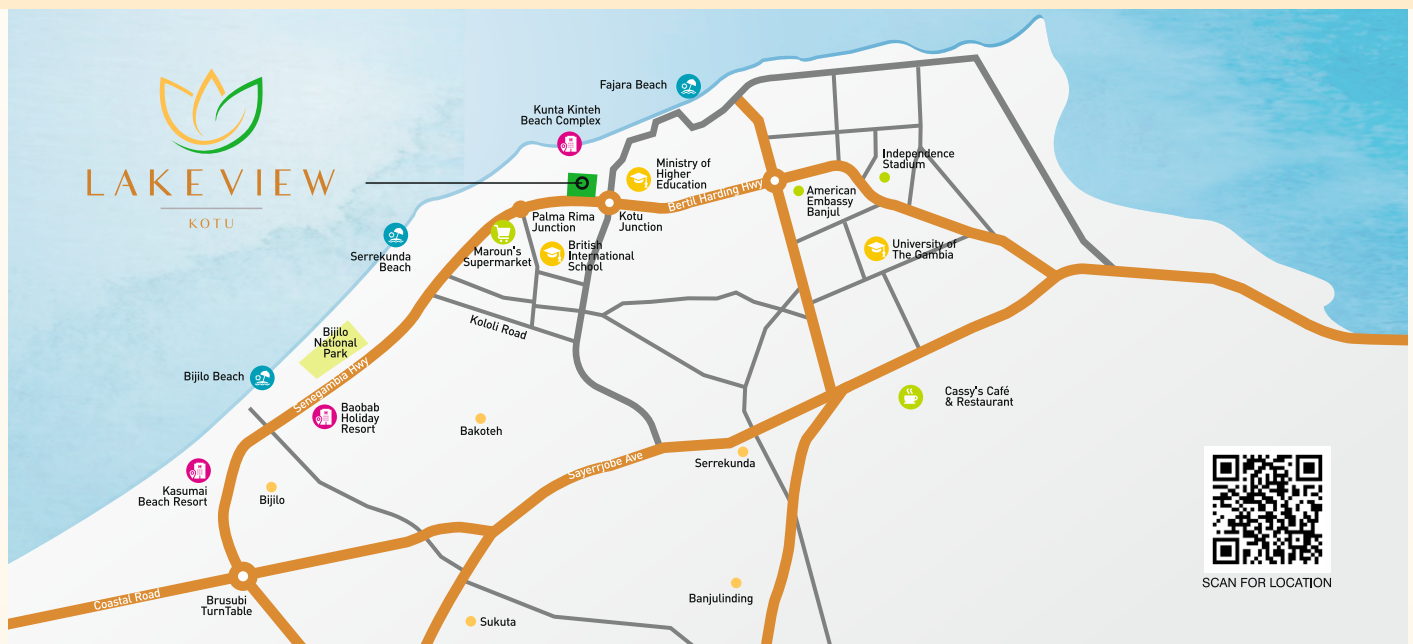 Fajara Beach
Kunta Kinteh
Beach Complex
LAKEVIEW
KOTU
Ministry of
Higher
Education
Independence
Stadium
Bertil Harding Hwy
American
Embassy
Banjul
Palma Rima
Junction
Kotu
Junction
Serrekunda
Beach
Maroun's
Supermarket
British
International
School
University of
The Gambia
Kololi Road
Bijilo
National
Park
Bijilo Beach
Senegambia Hwy
Baobab
Holiday
Resort
Cassy's Café
& Restaurant
Bakoteh
Sayerrjobe Ave
Serrekunda
Kasumai
Beach Resort
Bijilo
SCAN FOR LOCATION
Coastal Road
Brusubi
TurnTable
Banjulinding
Sukuta